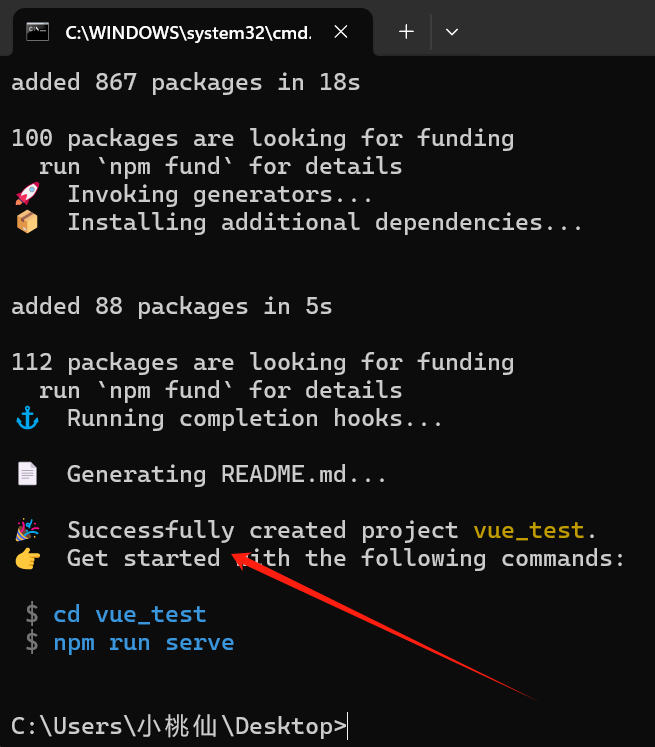 C:\WINDOWS\system32\cmd.
added 867 packages in 18s
100 packages are looking for funding
run `npm fund` for details
🚀 Invoking generators...
📦 Installing additional dependencies...
added 88 packages in 5s
112 packages are looking for funding
run `npm fund` for details
⚓ Running completion hooks...
📄 Generating README.md...
🎉 Successfully created project vue_test.
👉 Get started with the following commands:
$ cd vue_test
$ npm run serve
C:\Users\小桃仙\Desktop>